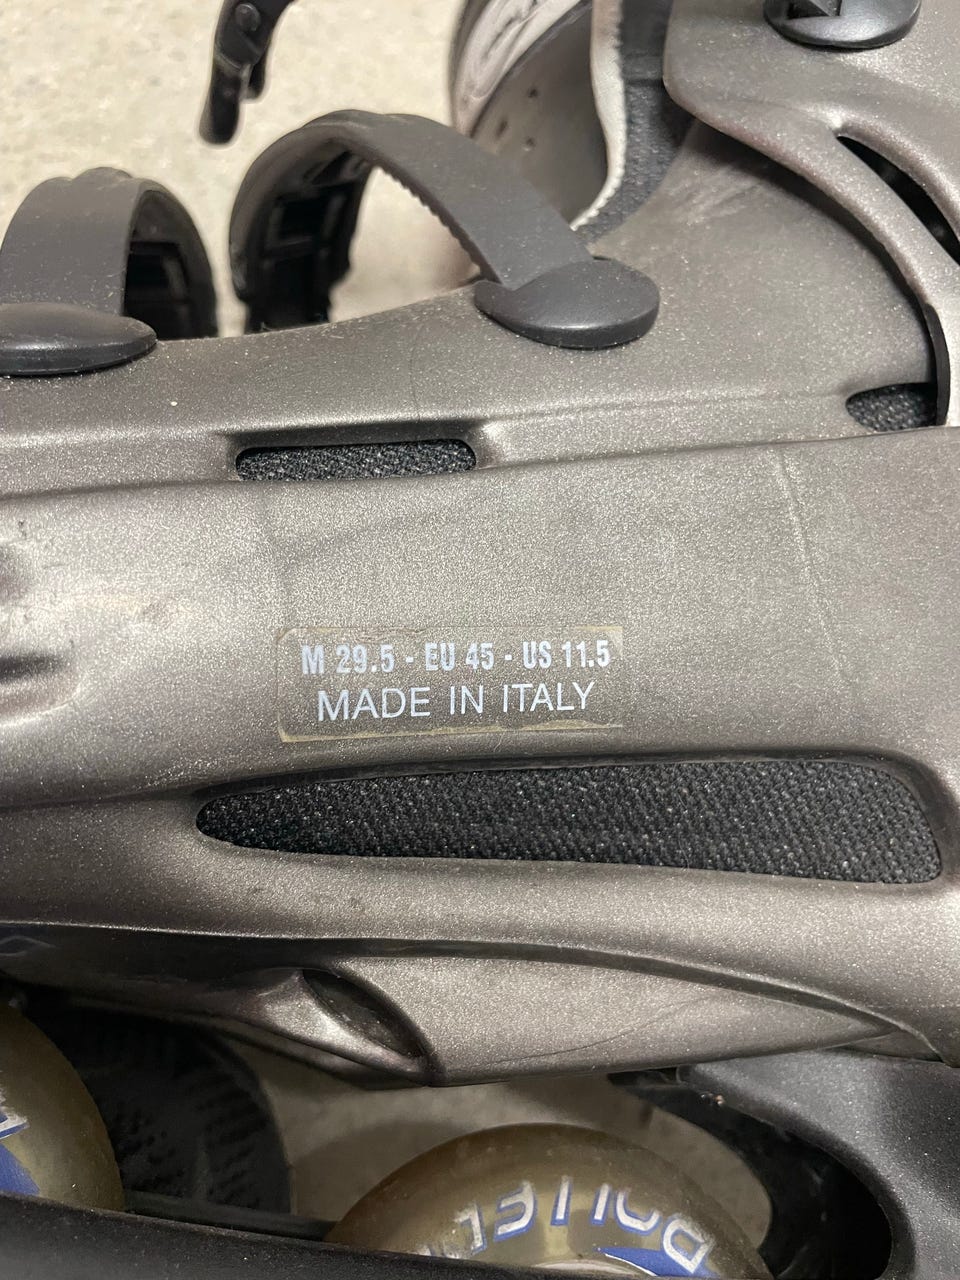 M 29.5 - EU 45 - US 11.5
MADE IN ITALY